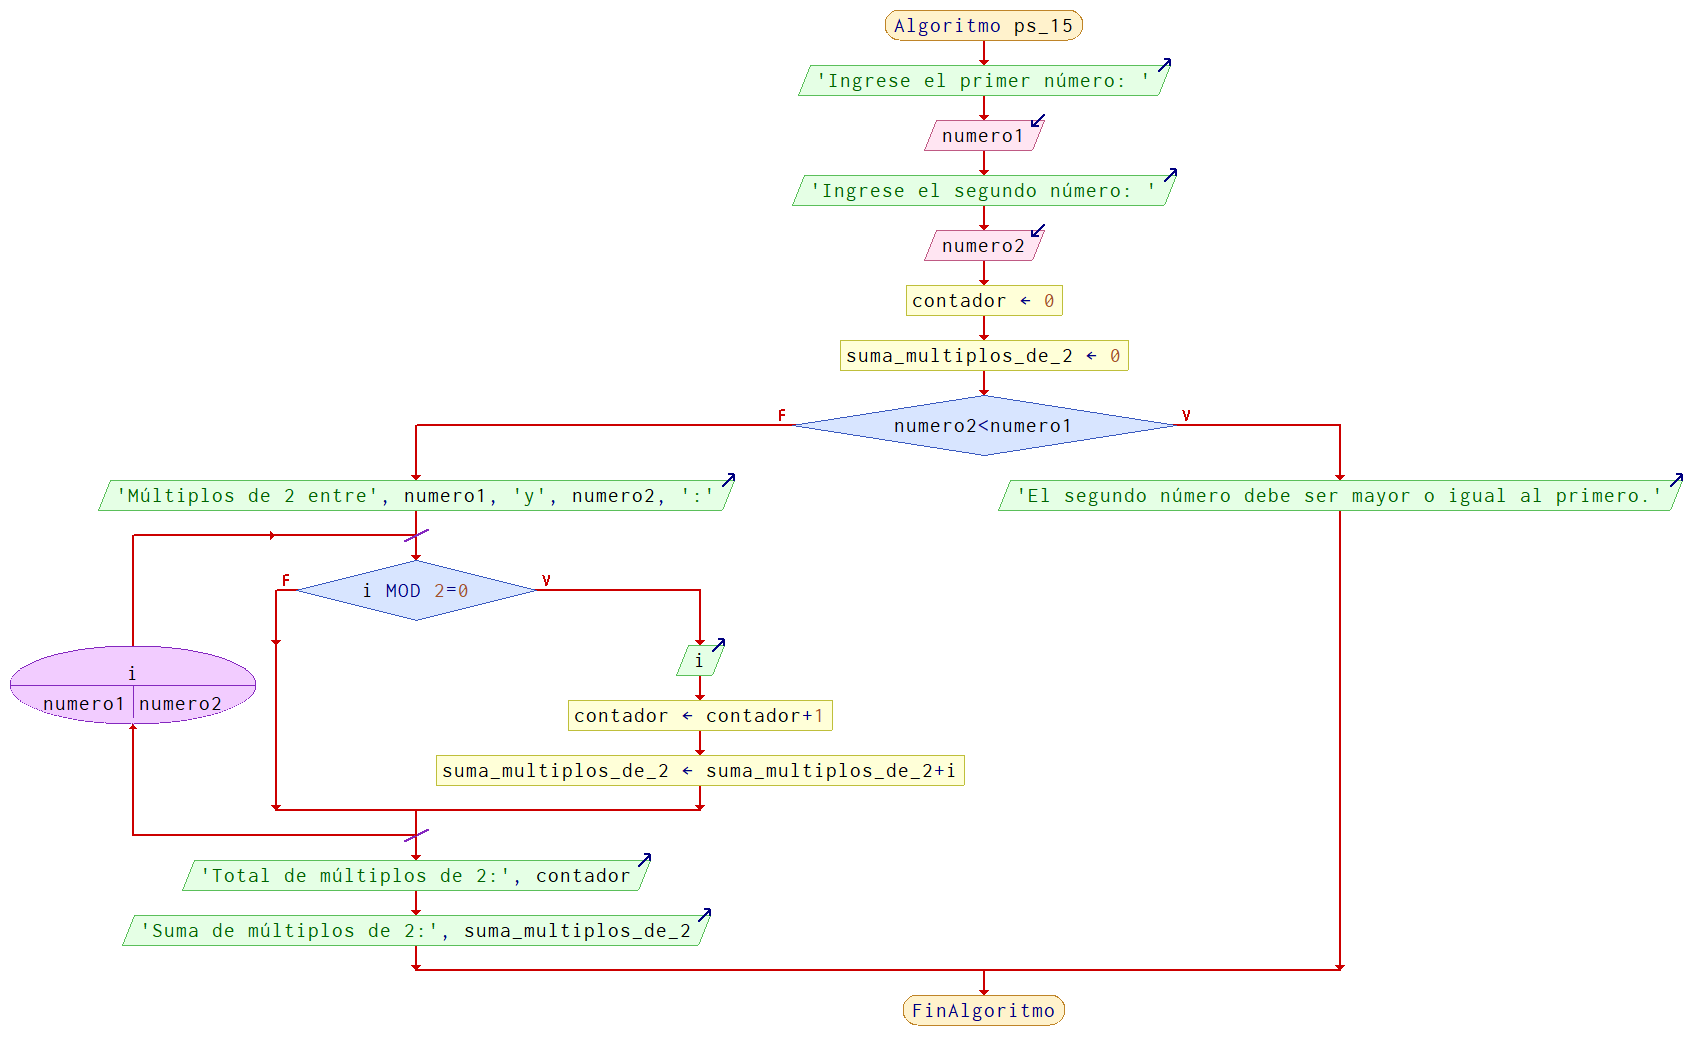 Algoritmo ps_15
'Ingrese el primer número: '
numero1
'Ingrese el segundo número: '
numero2
contador ← 0
suma_multiplos_de_2 ← 0
F
V
numero2<numero1
'Múltiplos de 2 entre', numero1, 'y', numero2, ':'
'El segundo número debe ser mayor o igual al primero.'
F
V
i MOD 2=0
i
i
numero1
numero2
contador ← contador+1
suma_multiplos_de_2 ← suma_multiplos_de_2+i
'Total de múltiplos de 2:', contador
'Suma de múltiplos de 2:', suma_multiplos_de_2
FinAlgoritmo